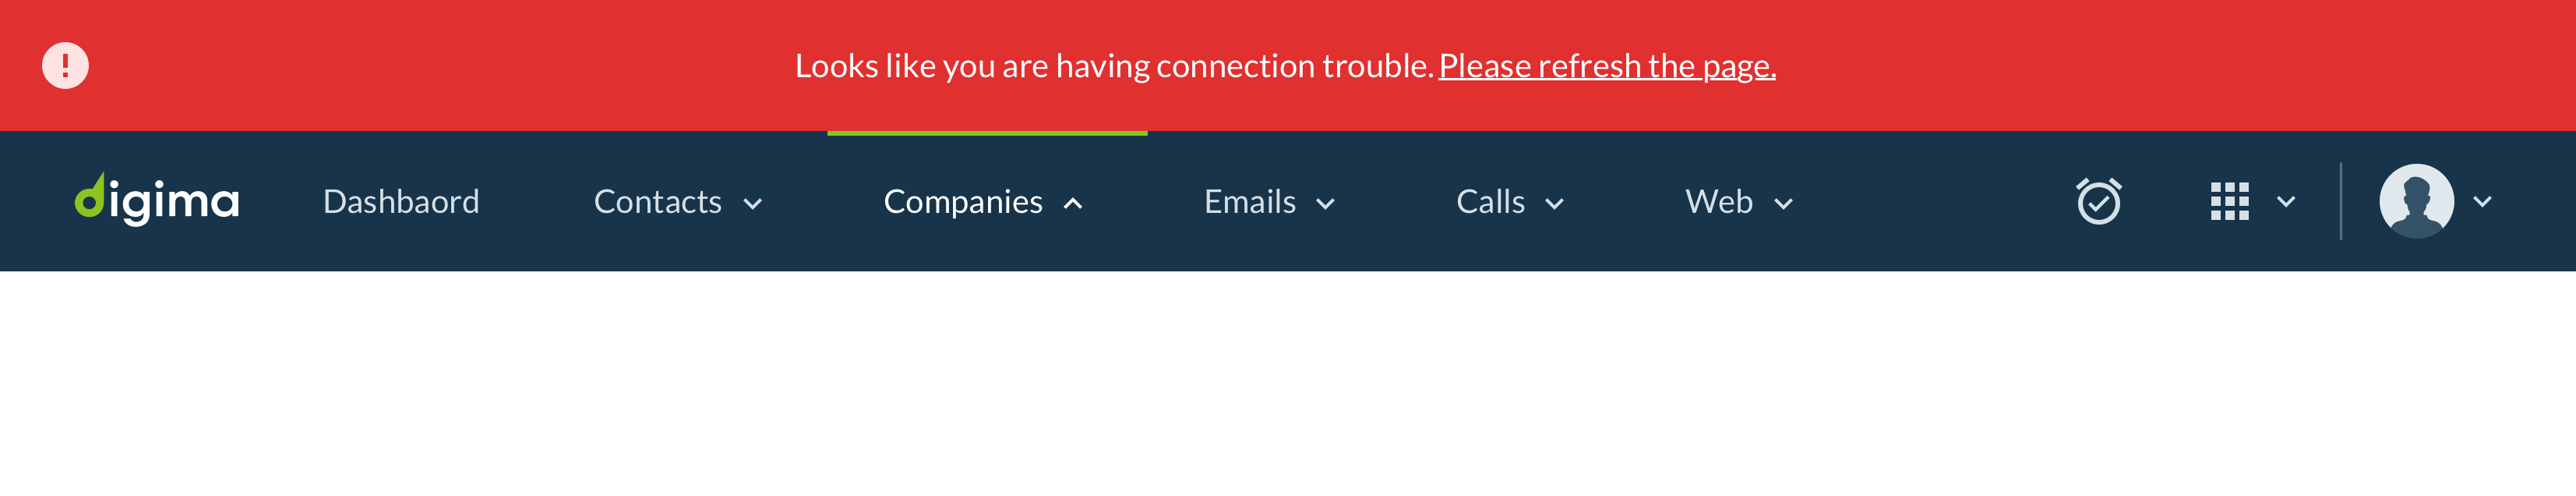 Looks like you are having connection trouble. Please refresh the page.
digima Dashbaord Contacts Companies Emails Calls Web